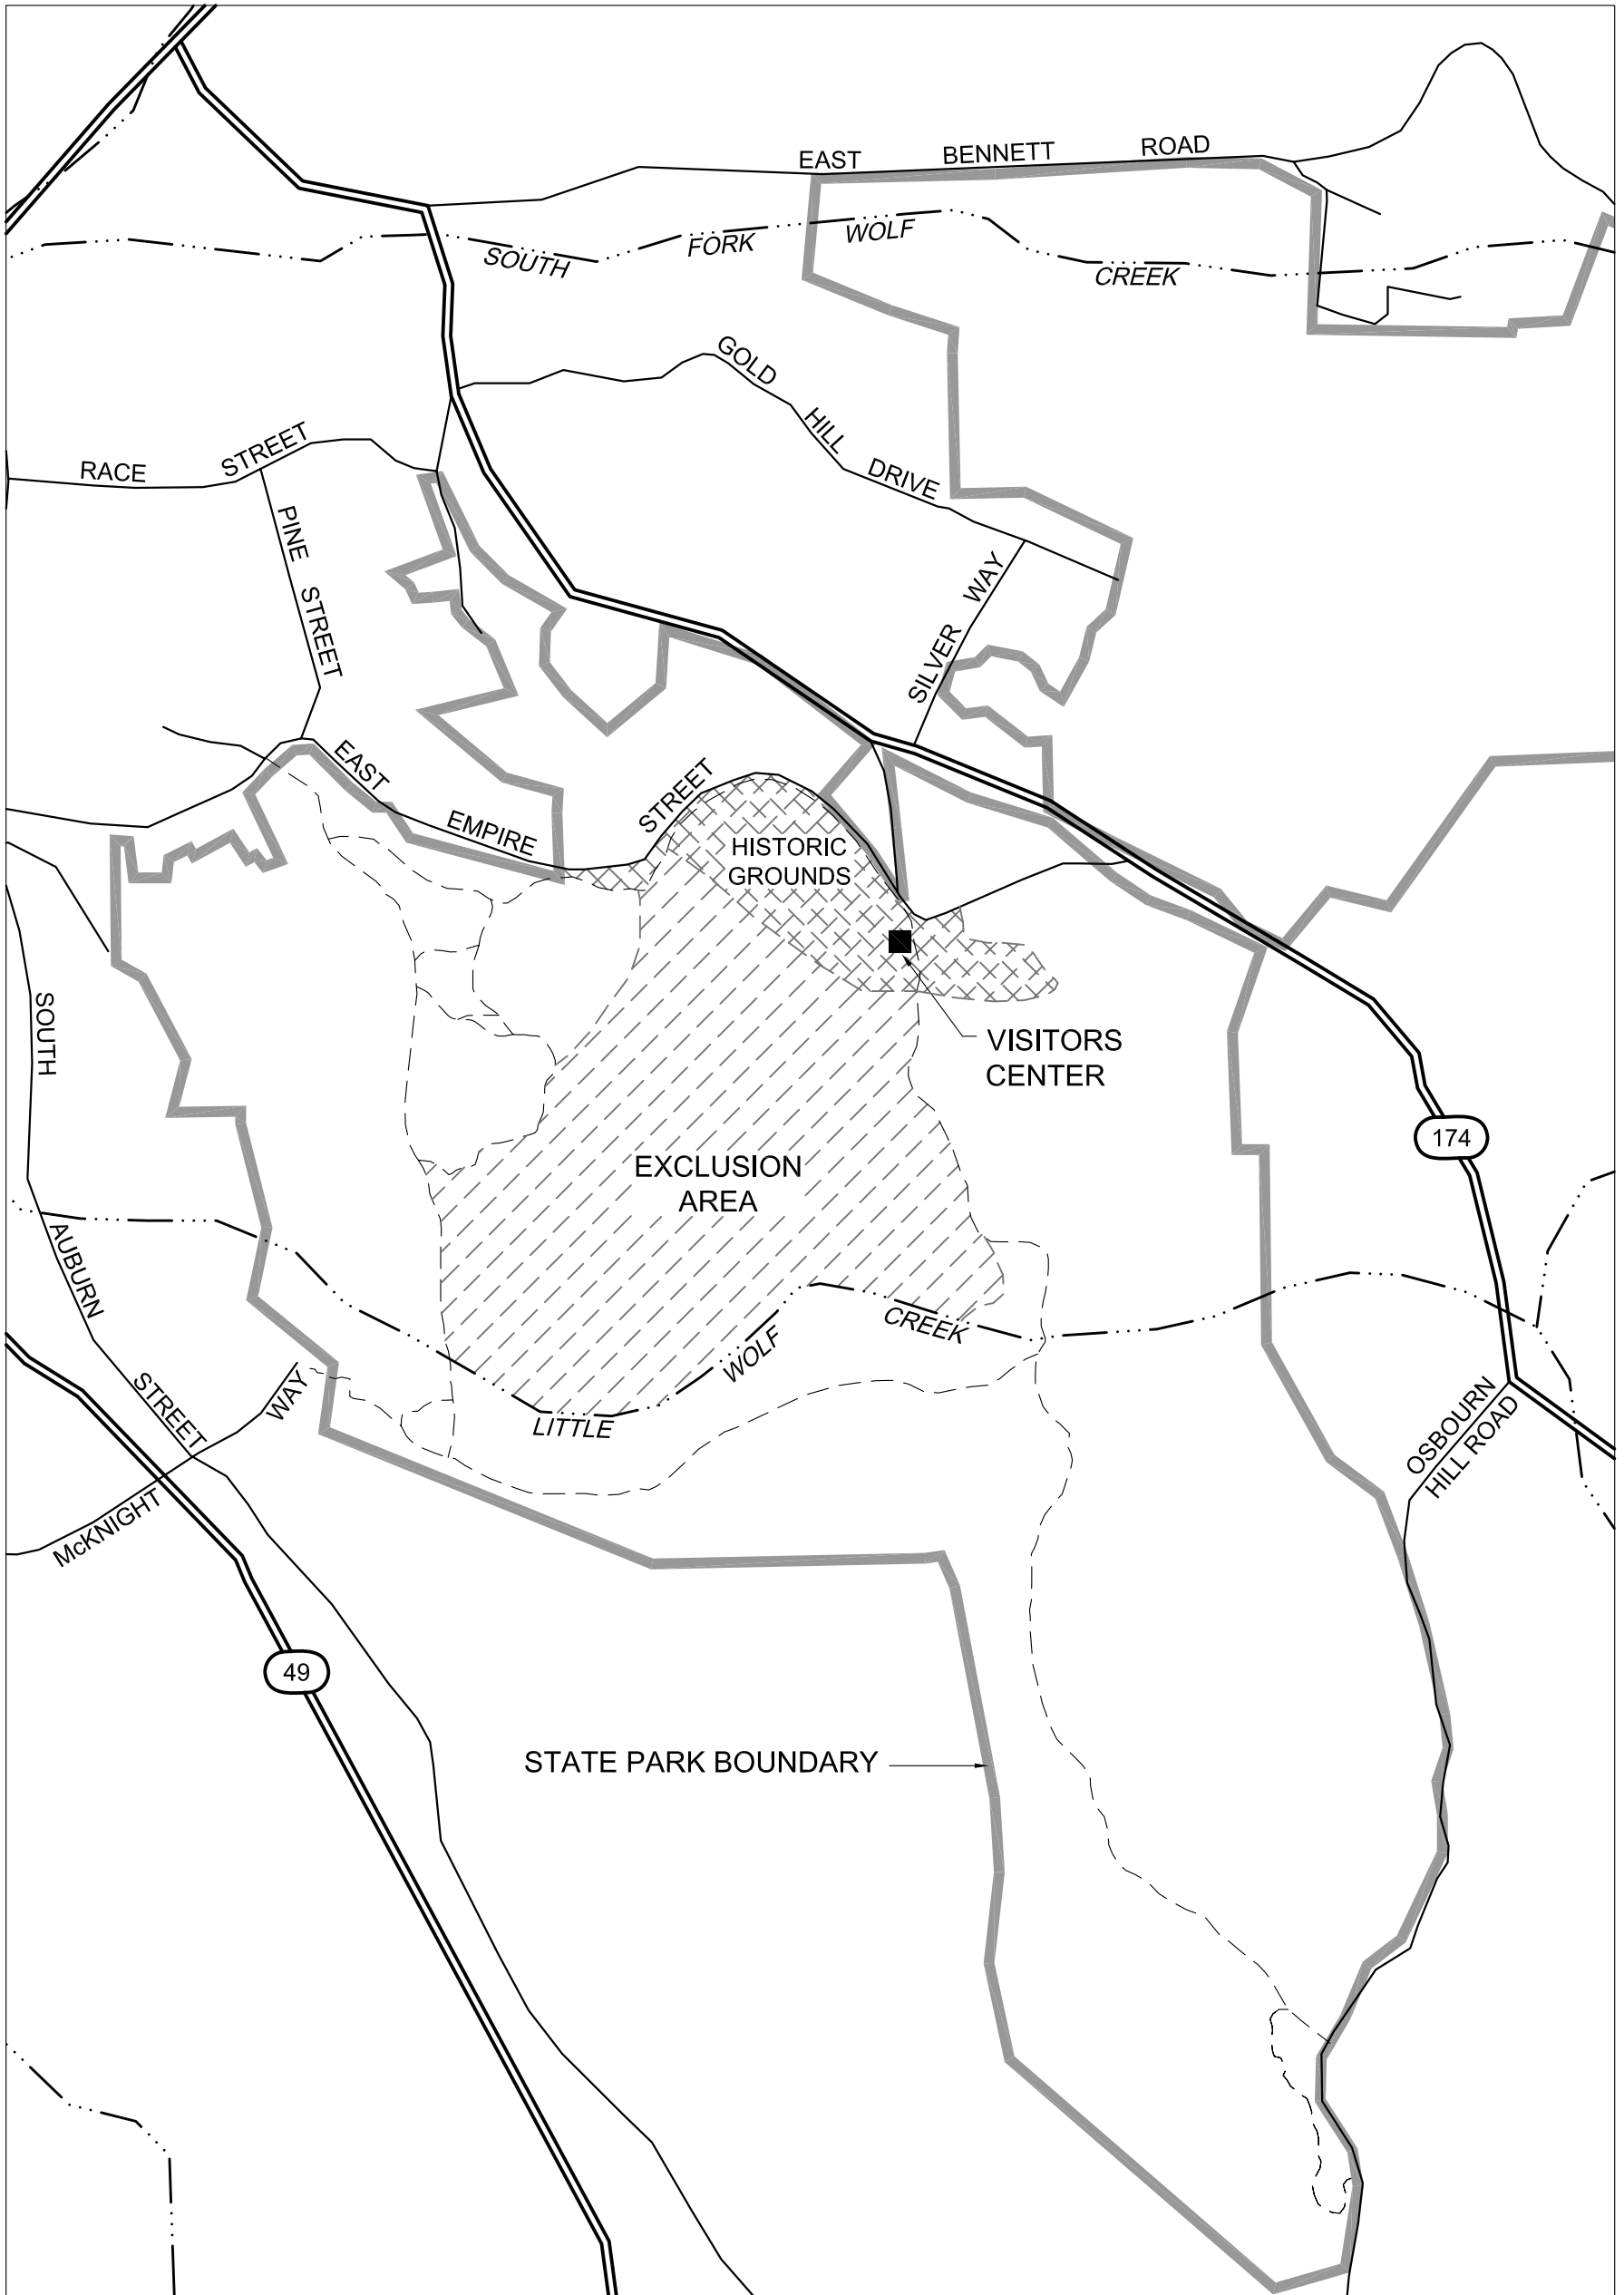 EAST BENNETT ROAD
SOUTH FORK WOLF CREEK
GOLD HILL DRIVE
RACE STREET
PINE STREET
SILVER WAY
EAST EMPIRE STREET
HISTORIC
GROUNDS
VISITORS
CENTER
SOUTH AUBURN STREET
174
EXCLUSION
AREA
LITTLE WOLF CREEK
McKNIGHT WAY
OSBOURN
HILL ROAD
49
STATE PARK BOUNDARY